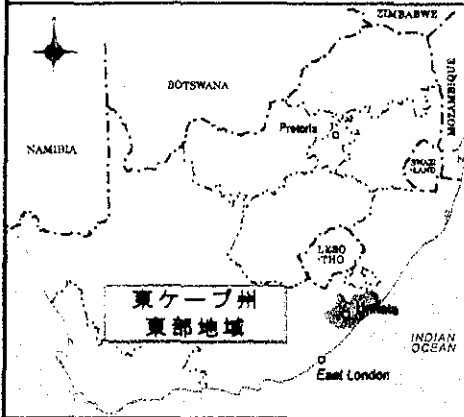 ZIMBABWE
BOTSWANA
MOZAMBIQUE
Pretoria
NAMIBIA
SWAZI
-LAND
LESO
-THO
東ケープ州
東部地域
Umtata
INDIAN
OCEAN
East London